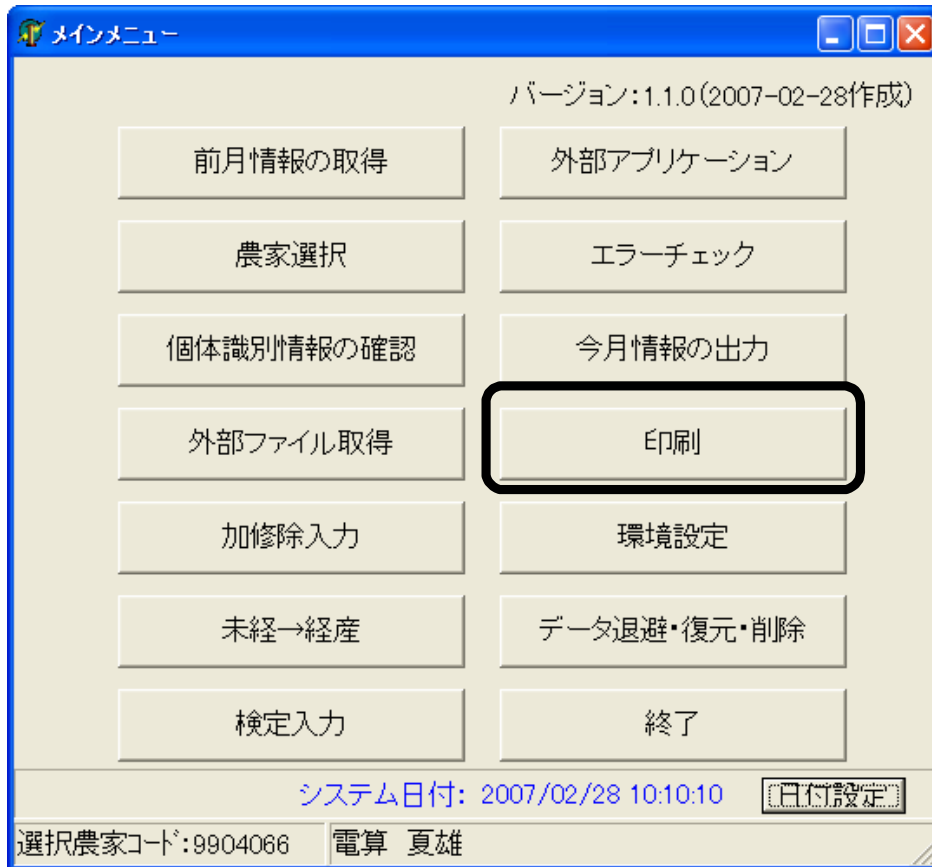 メインメニュー
バージョン:1.1.0(2007-02-28作成)
前月情報の取得
外部アプリケーション
農家選択
エラーチェック
個体識別情報の確認
今月情報の出力
外部ファイル取得
印刷
加修除入力
環境設定
未経→経産
データ退避・復元・削除
検定入力
終了
システム日付: 2007/02/28 10:10:10
日付設定
選択農家コード:9904066
電算 夏雄